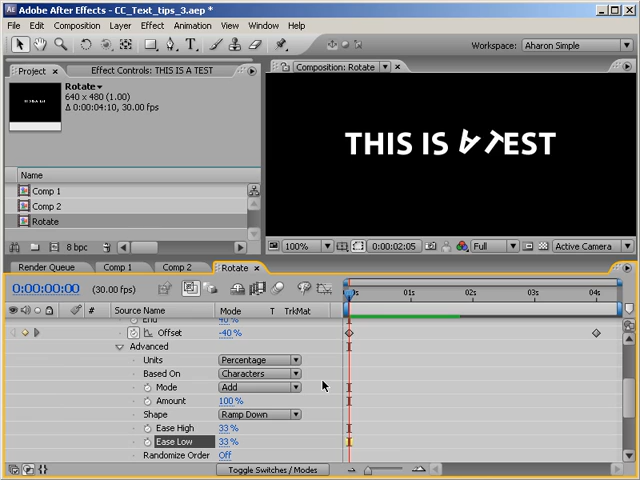 Adobe After Effects - CC_Text_tips_3.aep *
File Edit Composition Layer Effect Animation View Window Help
Workspace: Aharon Simple
Project × Effect Controls: THIS IS A TEST
Composition: Rotate
Rotate
640 x 480 (1.00)
Δ 0:00:04:10, 30.00 fps
THIS IS A TEST
Name
Comp 1
Comp 2
Rotate
8 bpc
100% 0:00:02:05 Full Active Camera
Render Queue Comp 1 Comp 2 Rotate ×
0:00:00:00 (30.00 fps)
01s 02s 03s 04s
# Source Name Mode T TrkMat
End 40 %
Offset -40 %
Advanced
Units Percentage
Based On Characters
Mode Add
Amount 100 %
Shape Ramp Down
Ease High 33 %
Ease Low 33 %
Randomize Order Off
Toggle Switches / Modes